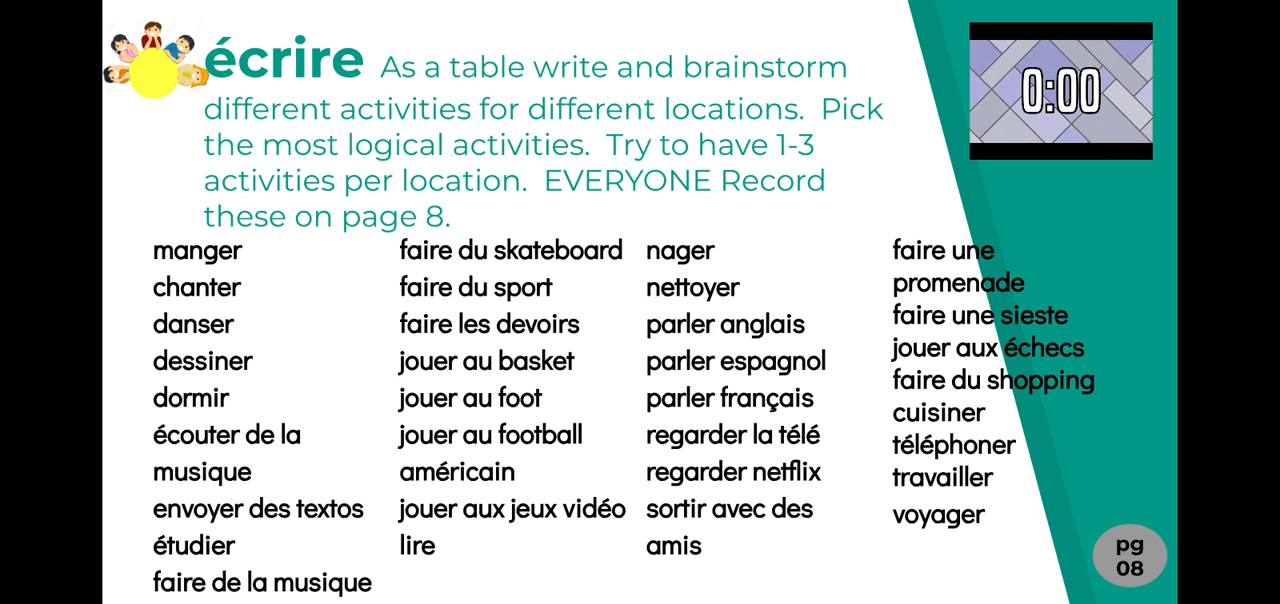 écrire As a table write and brainstorm
different activities for different locations. Pick
the most logical activities. Try to have 1-3
activities per location. EVERYONE Record
these on page 8.
0:00
manger
chanter
danser
dessiner
dormir
écouter de la
musique
envoyer des textos
étudier
faire de la musique
faire du skateboard
faire du sport
faire les devoirs
jouer au basket
jouer au foot
jouer au football
américain
jouer aux jeux vidéo
lire
nager
nettoyer
parler anglais
parler espagnol
parler français
regarder la télé
regarder netflix
sortir avec des
amis
faire une
promenade
faire une sieste
jouer aux échecs
faire du shopping
cuisiner
téléphoner
travailler
voyager
pg
08